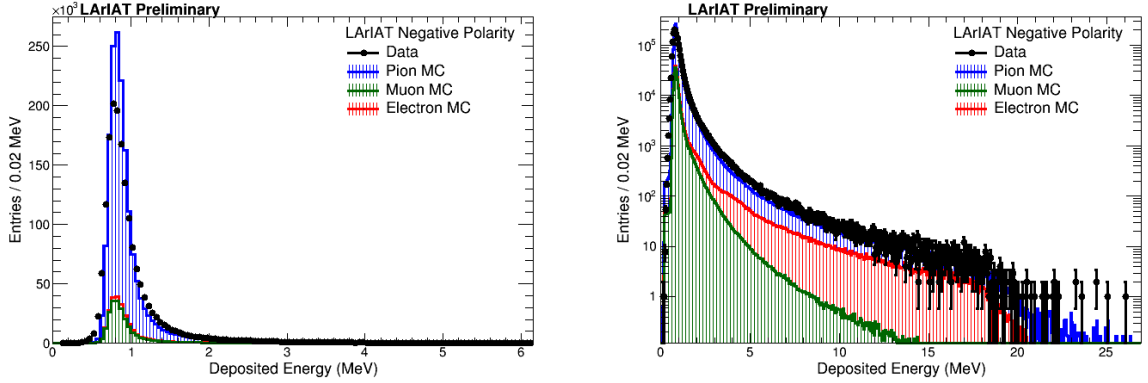 ×10³ LArIAT Preliminary
LArIAT Negative Polarity
Data
Pion MC
Muon MC
Electron MC
Entries / 0.02 MeV
250
200
150
100
50
0
0 1 2 3 4 5 6
Deposited Energy (MeV)
LArIAT Preliminary
LArIAT Negative Polarity
Data
Pion MC
Muon MC
Electron MC
Entries / 0.02 MeV
10⁵
10⁴
10³
10²
10
1
0 5 10 15 20 25
Deposited Energy (MeV)